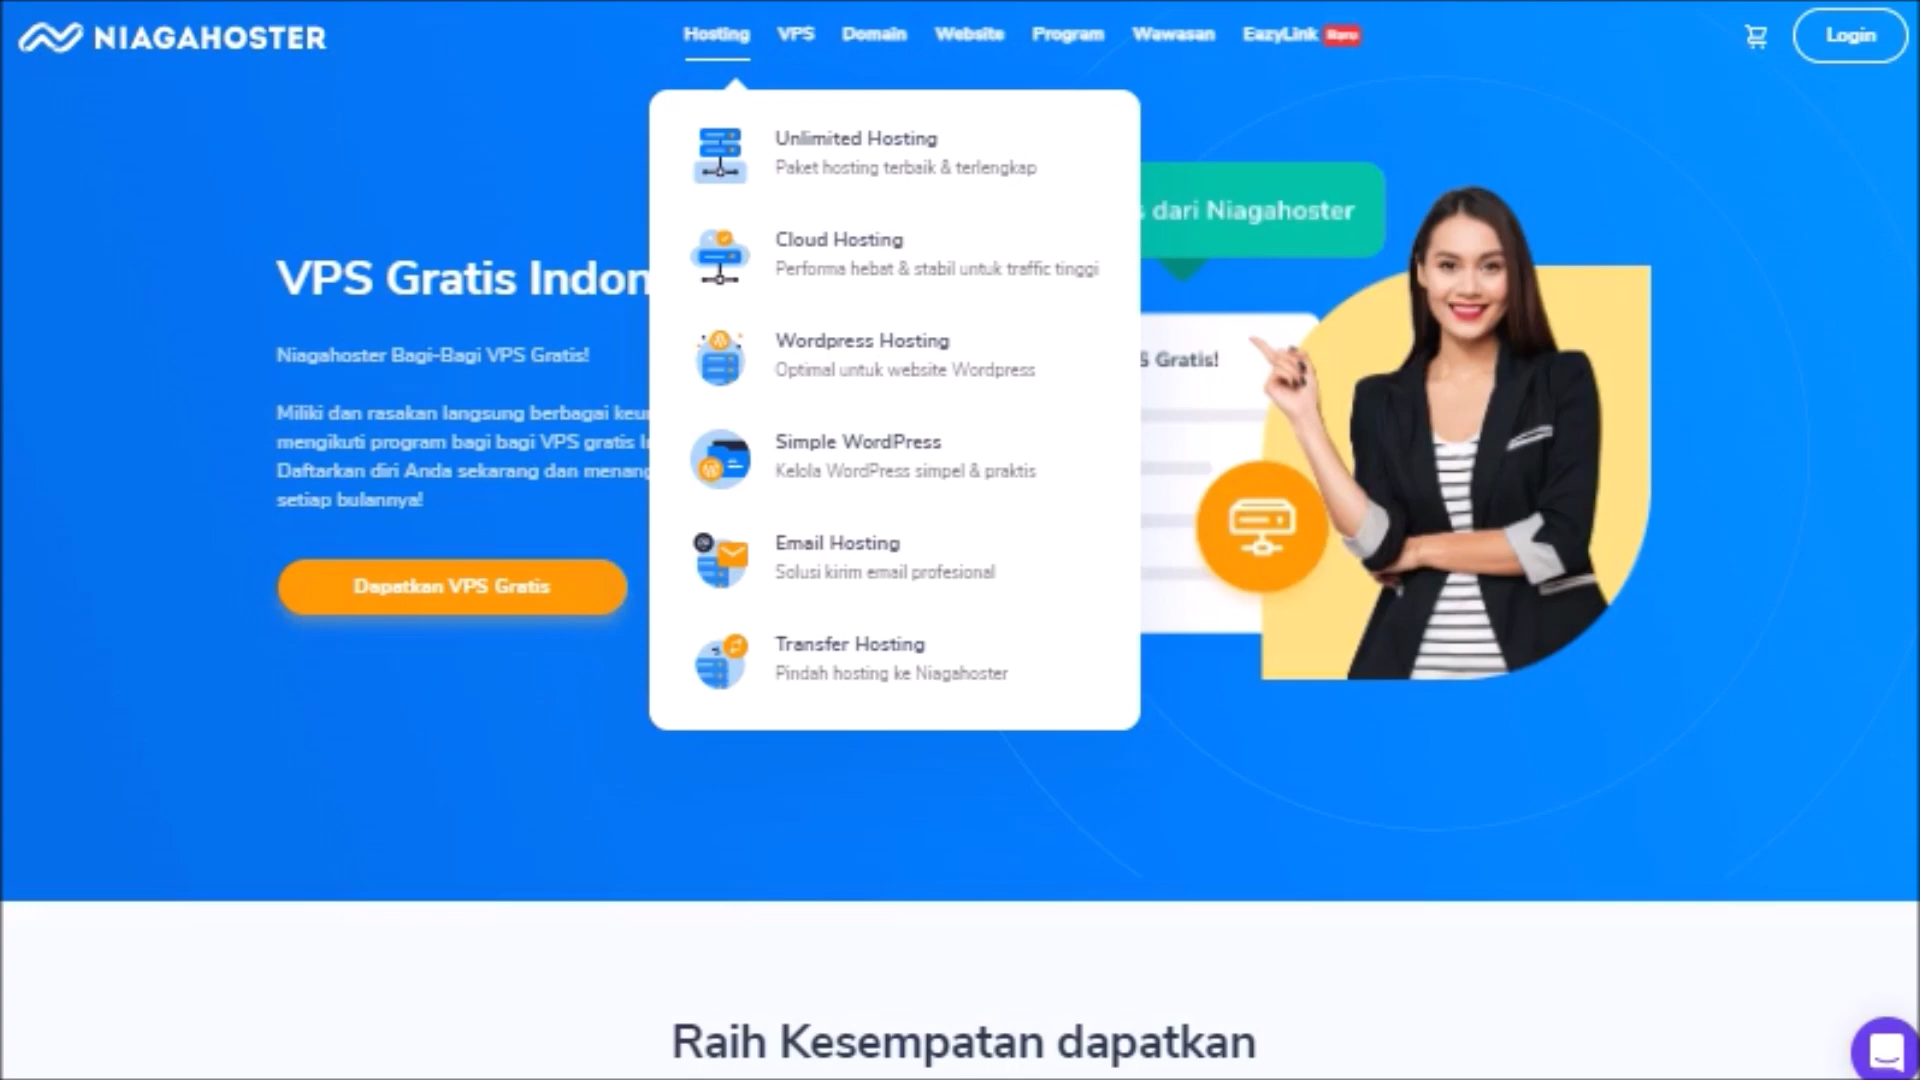 NIAGAHOSTER
Hosting VPS Domain Website Program Wawasan EazyLink Baru
Login
Unlimited Hosting
Paket hosting terbaik & terlengkap
Cloud Hosting
Performa hebat & stabil untuk traffic tinggi
Wordpress Hosting
Optimal untuk website Wordpress
Simple WordPress
Kelola WordPress simpel & praktis
Email Hosting
Solusi kirim email profesional
Transfer Hosting
Pindah hosting ke Niagahoster
VPS Gratis Indon
Niagahoster Bagi-Bagi VPS Gratis!
Miliki dan rasakan langsung berbagai keu
mengikuti program bagi bagi VPS gratis I
Daftarkan diri Anda sekarang dan menang
setiap bulannya!
Dapatkan VPS Gratis
s dari Niagahoster
S Gratis!
Raih Kesempatan dapatkan